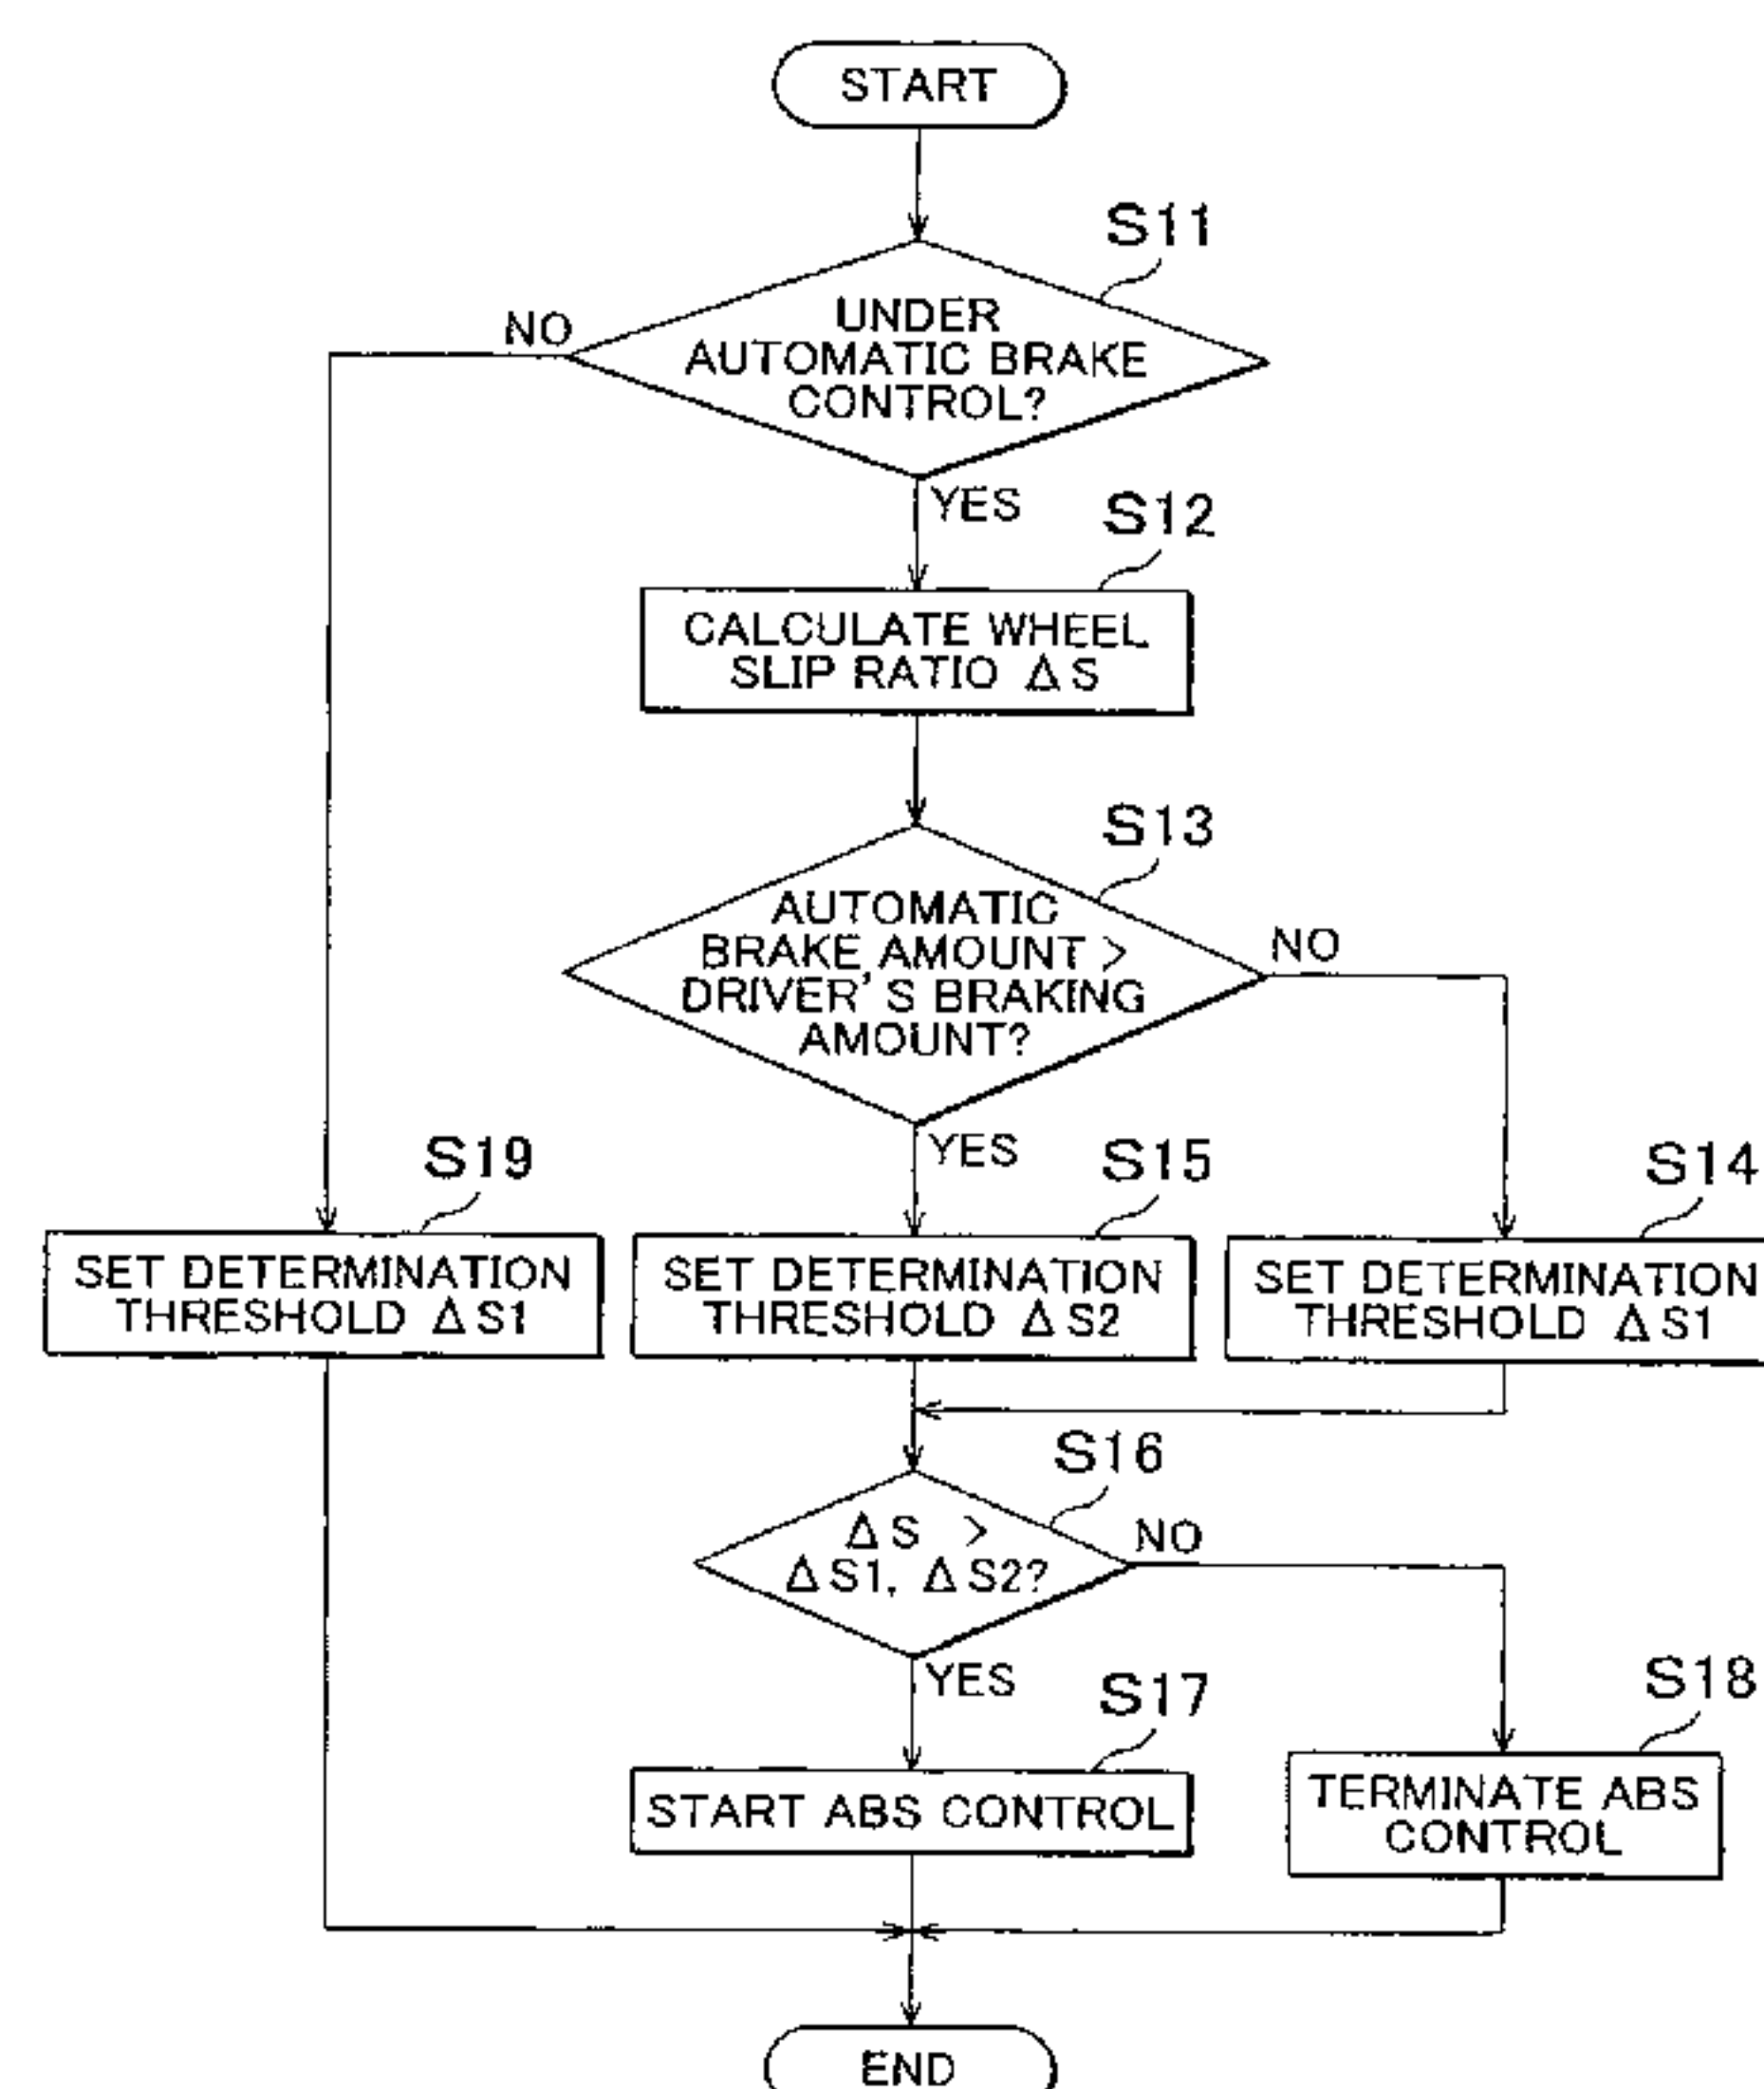 START
S11
UNDER
AUTOMATIC BRAKE
CONTROL?
NO
YES
S12
CALCULATE WHEEL
SLIP RATIO ΔS
S13
AUTOMATIC
BRAKE AMOUNT >
DRIVER'S BRAKING
AMOUNT?
NO
YES
S19
SET DETERMINATION
THRESHOLD ΔS1
S15
SET DETERMINATION
THRESHOLD ΔS2
S14
SET DETERMINATION
THRESHOLD ΔS1
S16
ΔS >
ΔS1, ΔS2?
NO
YES
S17
START ABS CONTROL
S18
TERMINATE ABS
CONTROL
END